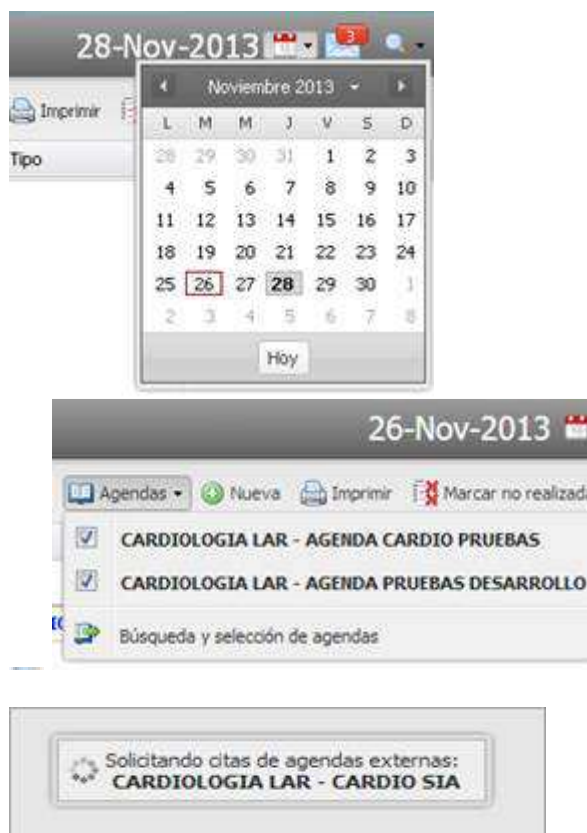 28-Nov-2013 3
Imprimir
Noviembre 2013
Tipo
L M M J V S D
28 29 30 31 1 2 3
4 5 6 7 8 9 10
11 12 13 14 15 16 17
18 19 20 21 22 23 24
25 26 27 28 29 30 1
2 3 4 5 6 7 8
Hoy
26-Nov-2013
Agendas Nueva Imprimir Marcar no realizada
CARDIOLOGIA LAR - AGENDA CARDIO PRUEBAS
CARDIOLOGIA LAR - AGENDA PRUEBAS DESARROLLO
Búsqueda y selección de agendas
Solicitando citas de agendas externas:
CARDIOLOGIA LAR - CARDIO SIA